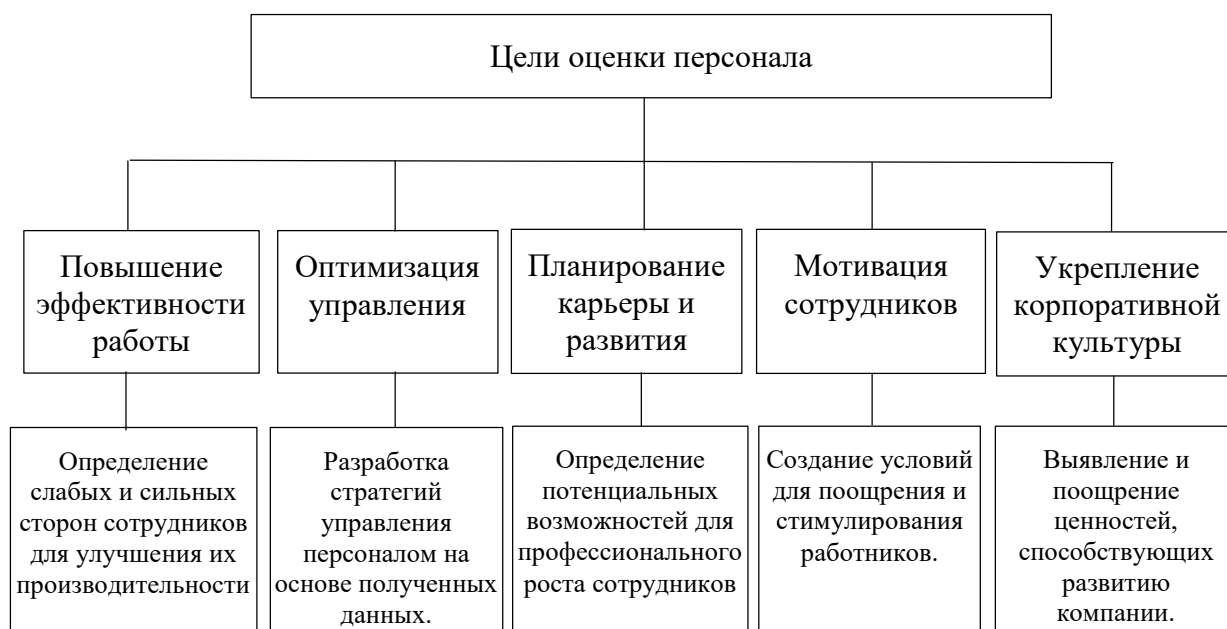 Цели оценки персонала
Повышение
эффективности
работы
Оптимизация
управления
Планирование
карьеры и
развития
Мотивация
сотрудников
Укрепление
корпоративной
культуры
Определение
слабых и сильных
сторон сотрудников
для улучшения их
производительности
Разработка
стратегий
управления
персоналом на
основе полученных
данных.
Определение
потенциальных
возможностей для
профессионального
роста сотрудников
Создание условий
для поощрения и
стимулирования
работников.
Выявление и
поощрение
ценностей,
способствующих
развитию
компании.